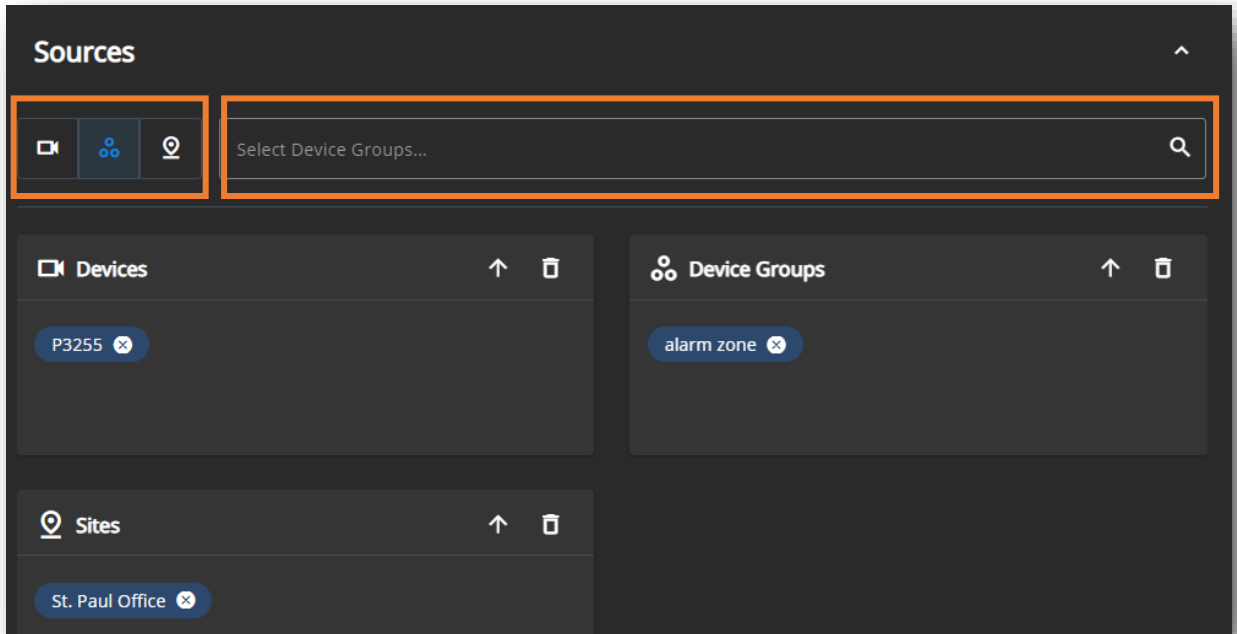 Sources
Select Device Groups...
Devices
Device Groups
P3255
alarm zone
Sites
St. Paul Office